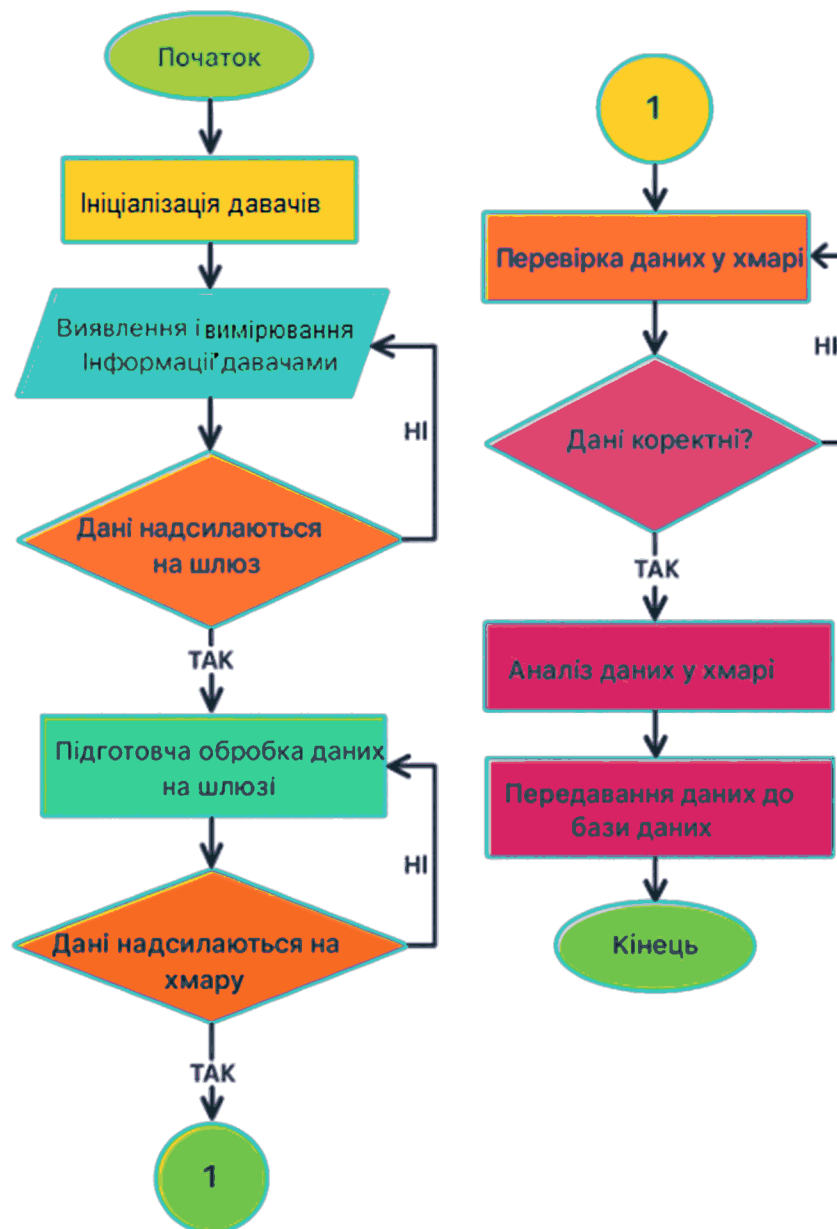 Початок
Ініціалізація давачів
Виявлення і вимірювання
Інформації давачами
НІ
Дані надсилаються
на шлюз
ТАК
Підготовча обробка даних
на шлюзі
НІ
Дані надсилаються на
хмару
ТАК
1
1
Перевірка даних у хмарі
НІ
Дані коректні?
ТАК
Аналіз даних у хмарі
Передавання даних до
бази даних
Кінець